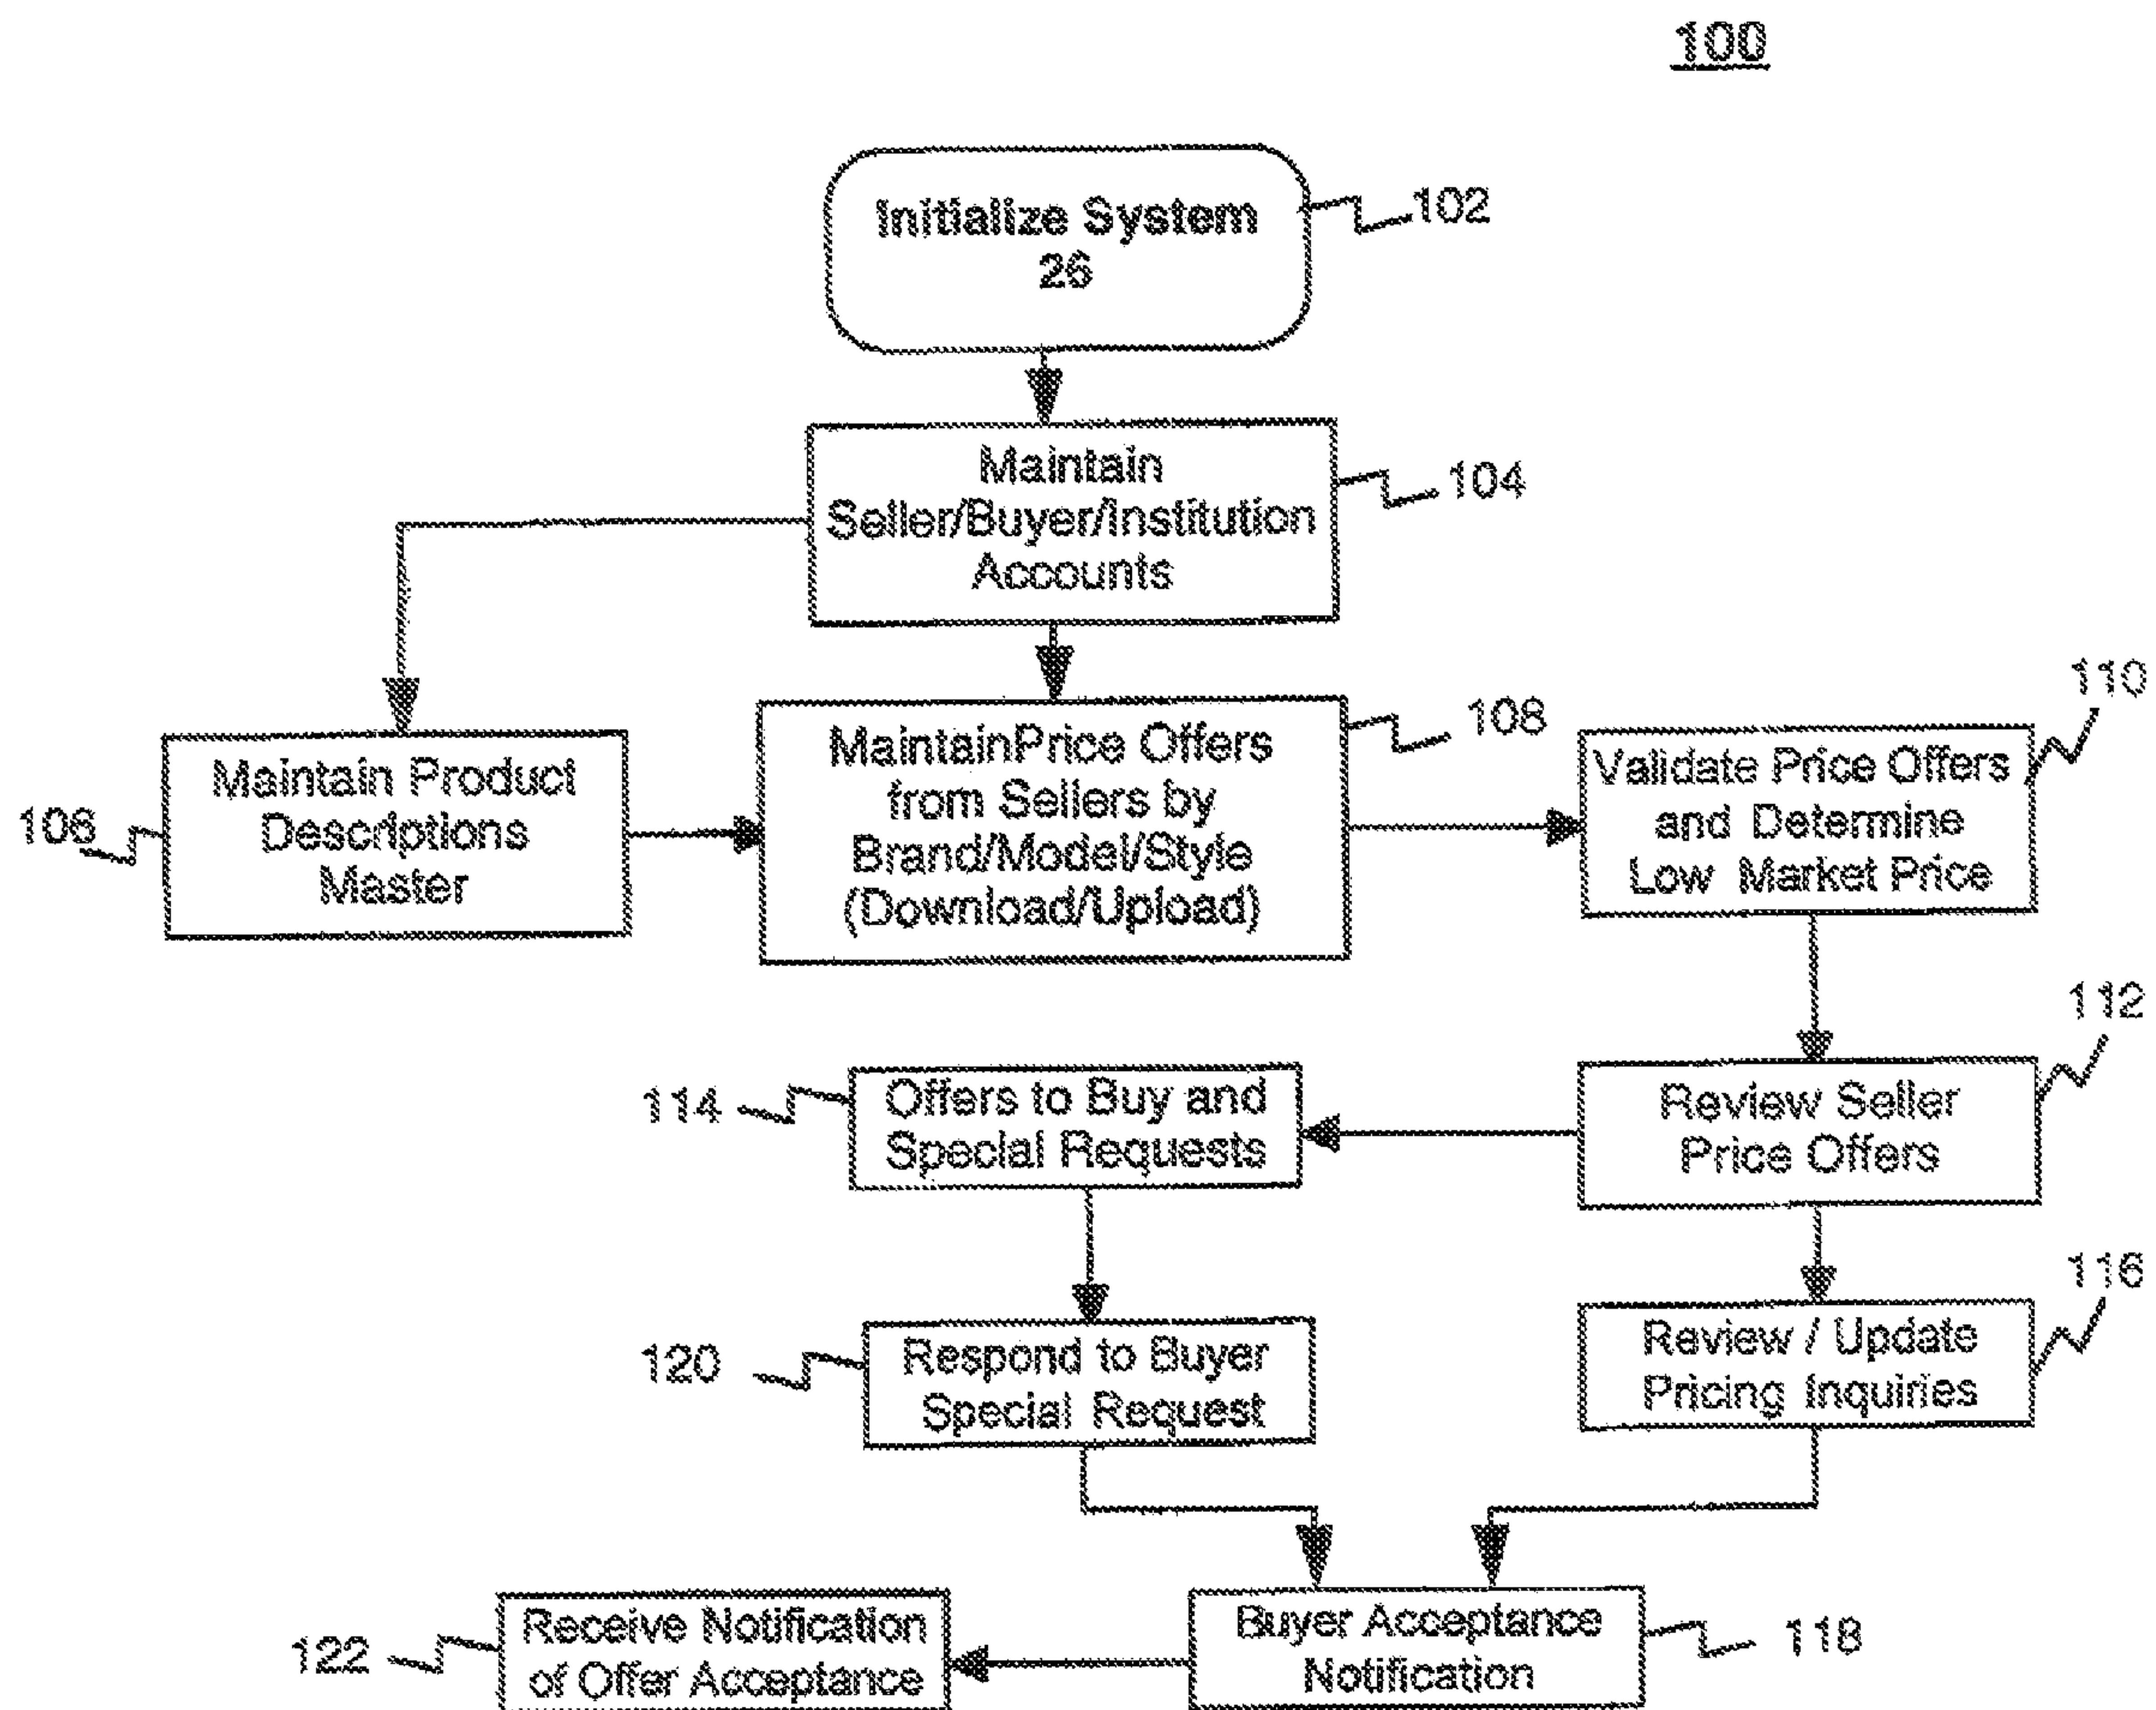 100
Initialize System
26
102
Maintain
Seller/Buyer/Institution
Accounts
104
Maintain Product
Descriptions
Master
106
MaintainPrice Offers
from Sellers by
Brand/Model/Style
(Download/Upload)
108
Validate Price Offers
and Determine
Low Market Price
110
Review Seller
Price Offers
112
114
Offers to Buy and
Special Requests
Review / Update
Pricing Inquiries
116
120
Respond to Buyer
Special Request
Buyer Acceptance
Notification
118
122
Receive Notification
of Offer Acceptance